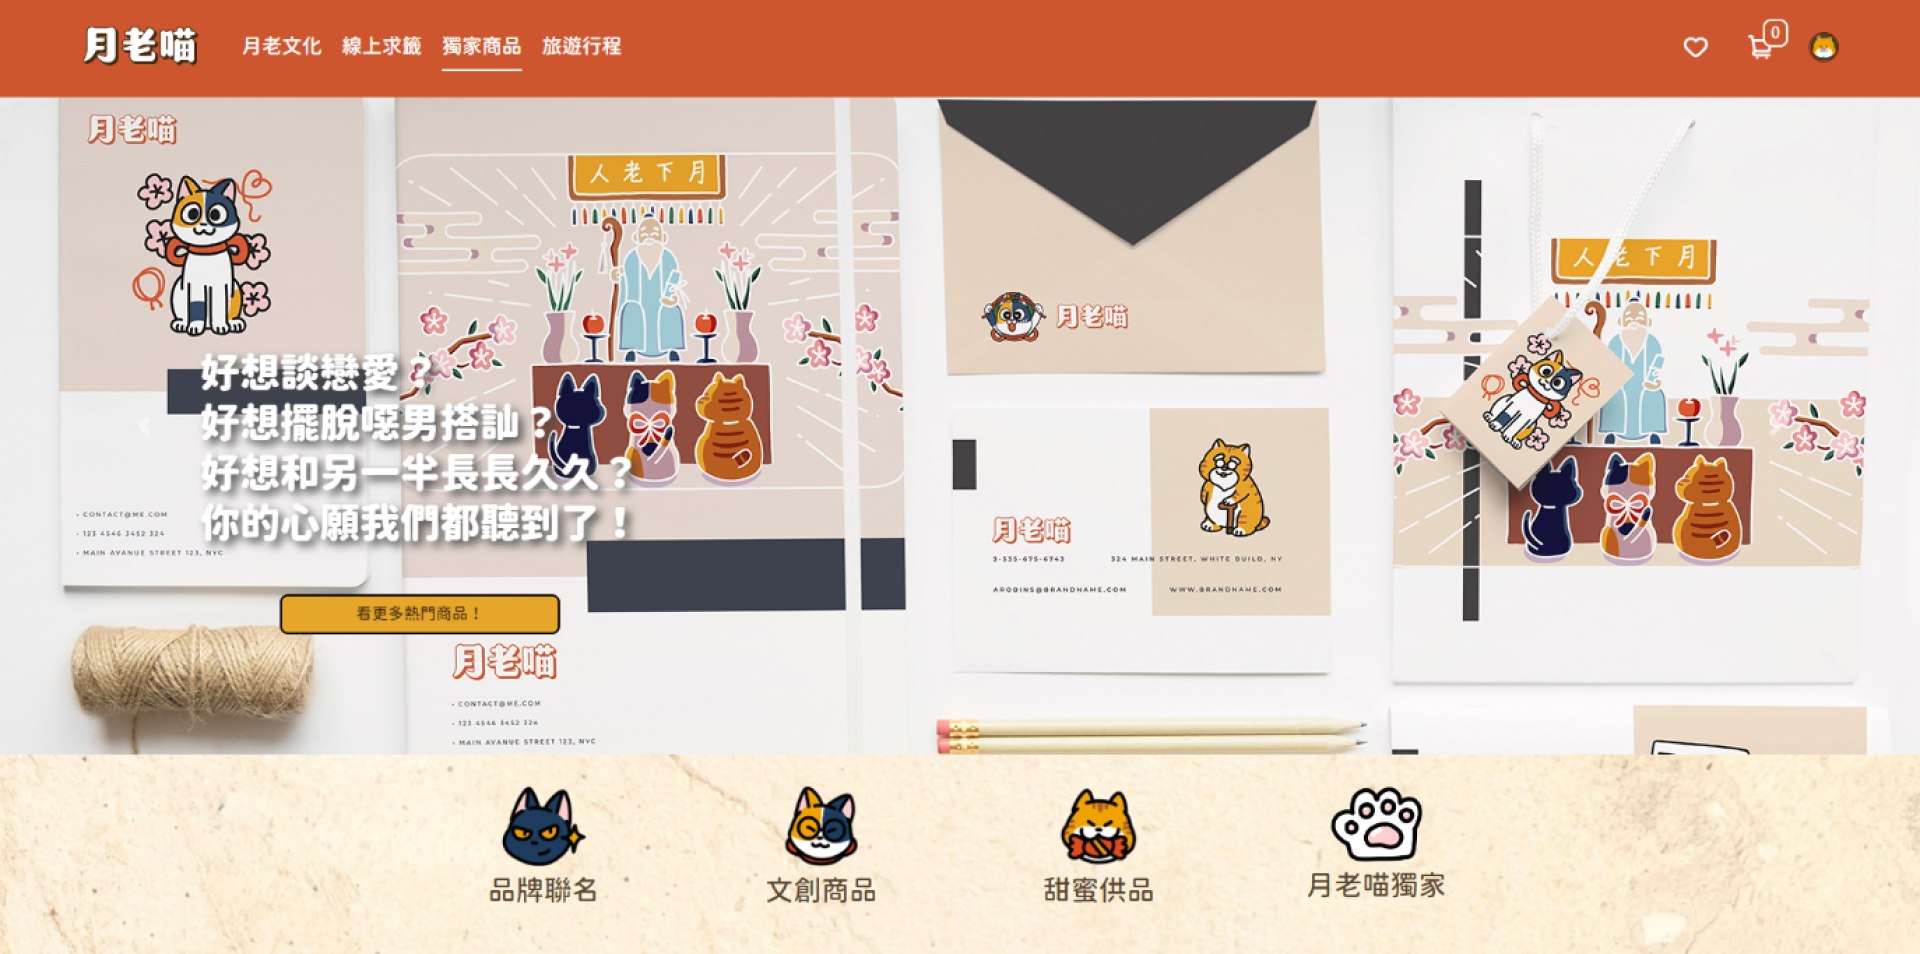 月老喵
月老文化 線上求籤 獨家商品 旅遊行程
0
月老喵
人老下月
好想談戀愛？
好想擺脫噁男搭訕？
好想和另一半長長久久？
你的心願我們都聽到了！
• CONTACT@ME.COM
• 123 4546 3452 324
• MAIN AVANUE STREET 123, NYC
看更多熱門商品！
月老喵
• CONTACT@ME.COM
• 123 4546 3452 324
• MAIN AVANUE STREET 123, NYC
月老喵
月老喵
3-535-675-6743
324 MAIN STREET, WHITE BUILD, NY
AROBINS@BRANDNAME.COM
WWW.BRANDNAME.COM
人老下月
品牌聯名
文創商品
甜蜜供品
月老喵獨家